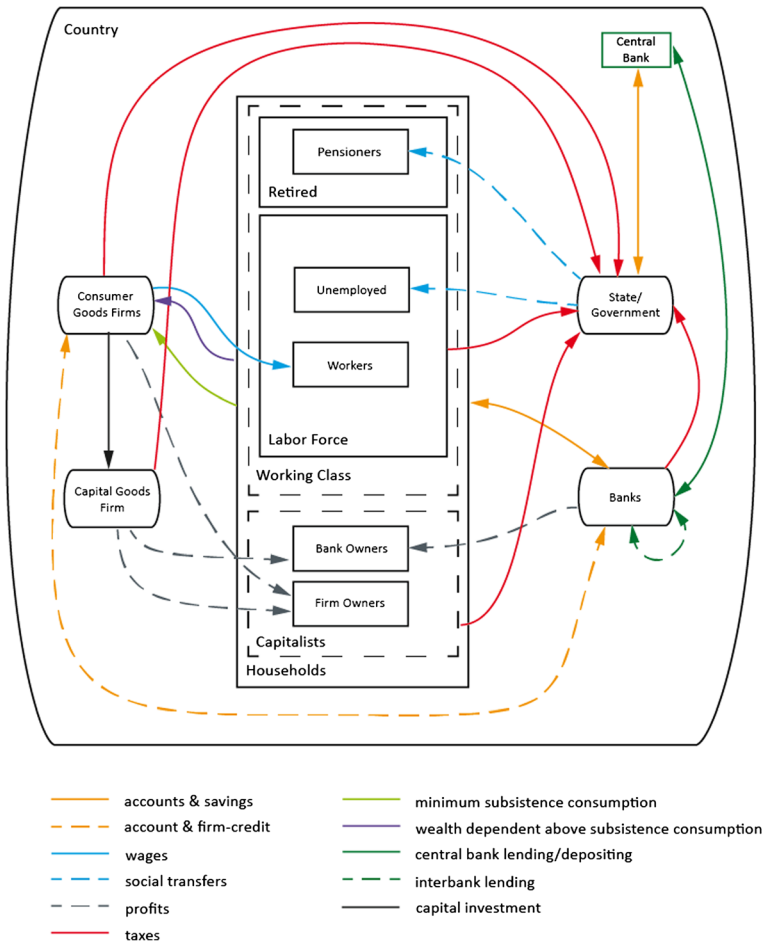 Country
Central
Bank
Pensioners
Retired
Consumer
Goods Firms
Unemployed
State/
Government
Workers
Labor Force
Working Class
Capital Goods
Firm
Banks
Bank Owners
Firm Owners
Capitalists
Households
accounts & savings
account & firm-credit
wages
social transfers
profits
taxes
minimum subsistence consumption
wealth dependent above subsistence consumption
central bank lending/depositing
interbank lending
capital investment